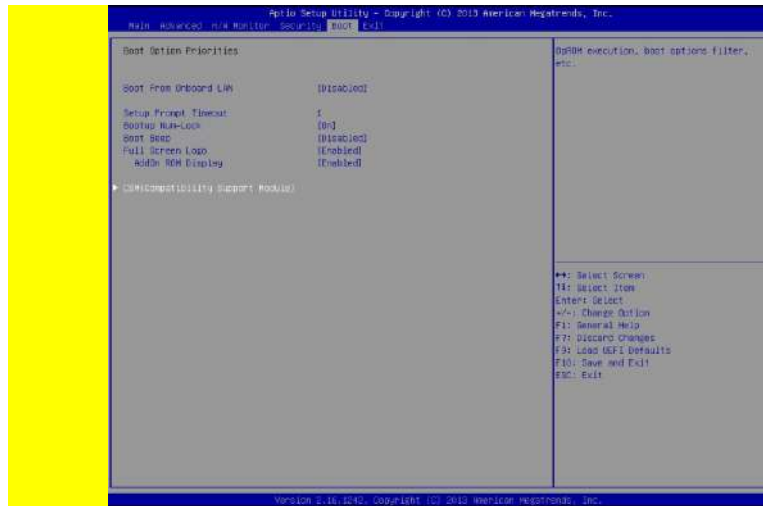 Aptio Setup Utility - Copyright (C) 2013 American Megatrends, Inc.
Main Advanced H/W Monitor Security Boot Exit
Boot Option Priorities
OpROM execution, boot options filter,
etc.
Boot From Onboard LAN [Disabled]
Setup Prompt Timeout
Bootup Num-Lock [On]
Boot Beep [Disabled]
Full Screen Logo [Enabled]
AddOn ROM Display [Enabled]
CSM(Compatibility Support Module)
→←: Select Screen
↑↓: Select Item
Enter: Select
+/-: Change Option
F1: General Help
F7: Discard Changes
F9: Load UEFI Defaults
F10: Save and Exit
ESC: Exit
Version 2.16.1242. Copyright (C) 2013 American Megatrends, Inc.